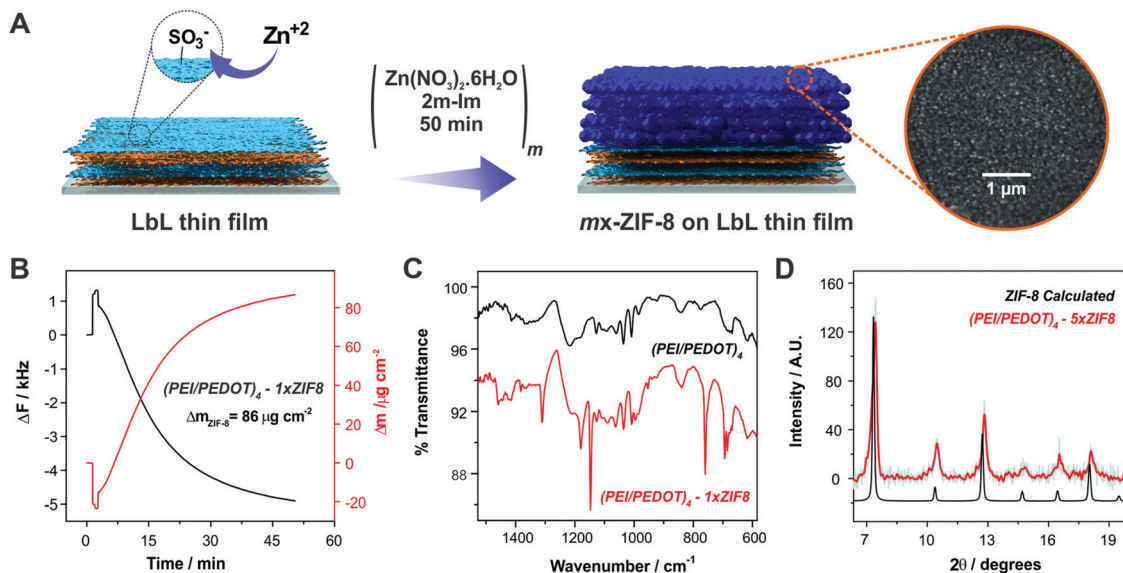 A
SO₃⁻
Zn⁺²
Zn(NO₃)₂.6H₂O
2m-Im
50 min
m
1 µm
LbL thin film
mx-ZIF-8 on LbL thin film
B
1
0
-1
-2
-3
-4
-5
ΔF / kHz
(PEI/PEDOT)₄ - 1xZIF8
Δm_ZIF-8 = 86 µg cm⁻²
80
60
40
20
0
-20
Δm /µg cm⁻²
0 15 30 45 60
Time / min
C
100
96
92
88
% Transmittance
(PEI/PEDOT)₄
(PEI/PEDOT)₄ - 1xZIF8
1400 1200 1000 800 600
Wavenumber / cm⁻¹
D
160
120
80
40
0
Intensity / A.U.
ZIF-8 Calculated
(PEI/PEDOT)₄ - 5xZIF8
7 10 13 16 19
2θ / degrees